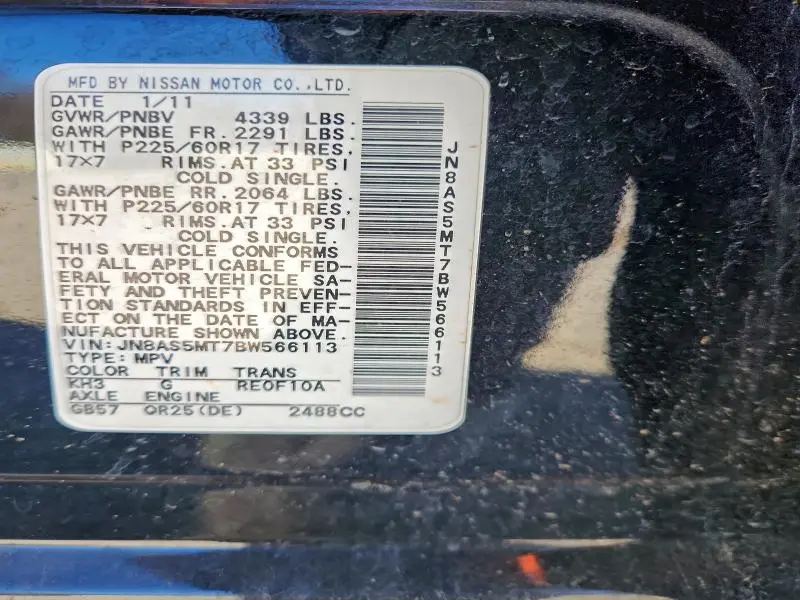 MFD BY NISSAN MOTOR CO.,LTD.
DATE 1/11
GVWR/PNBV 4339 LBS.
GAWR/PNBE FR. 2291 LBS.
WITH P225/60R17 TIRES,
17×7 RIMS.AT 33 PSI
COLD SINGLE.
GAWR/PNBE RR. 2064 LBS.
WITH P225/60R17 TIRES,
17×7 RIMS.AT 33 PSI
COLD SINGLE.
THIS VEHICLE CONFORMS
TO ALL APPLICABLE FED-
ERAL MOTOR VEHICLE SA-
FETY AND THEFT PREVEN-
TION STANDARDS IN EFF-
ECT ON THE DATE OF MA-
NUFACTURE SHOWN ABOVE.
VIN: JN8AS5MT7BW566113
TYPE: MPV
COLOR TRIM TRANS
KH3 G RE0F10A
AXLE ENGINE
GB57 QR25(DE) 2488CC
JN8AS5MT7BW566113